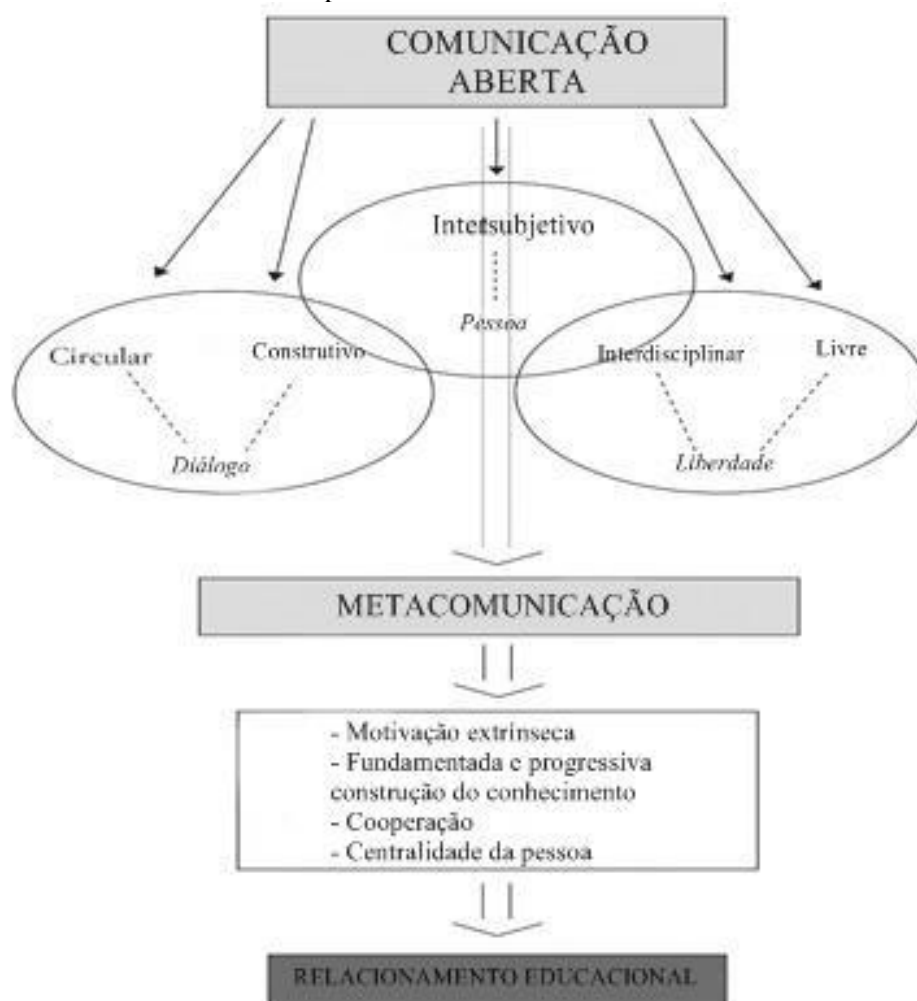 COMUNICAÇÃO
ABERTA
Intersubjetivo
Pessoa
Circular
Construtivo
Diálogo
Interdisciplinar
Livre
Liberdade
METACOMUNICAÇÃO
- Motivação extrínseca
- Fundamentada e progressiva
construção do conhecimento
- Cooperação
- Centralidade da pessoa
RELACIONAMENTO EDUCACIONAL